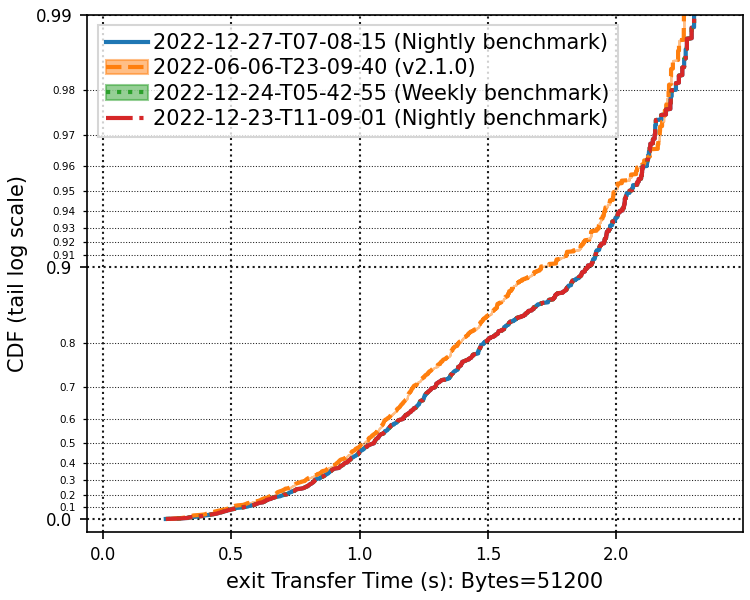 2022-12-27-T07-08-15 (Nightly benchmark)
2022-06-06-T23-09-40 (v2.1.0)
2022-12-24-T05-42-55 (Weekly benchmark)
2022-12-23-T11-09-01 (Nightly benchmark)
CDF (tail log scale)
0.99
0.98
0.97
0.96
0.95
0.94
0.93
0.92
0.91
0.9
0.8
0.7
0.6
0.5
0.4
0.3
0.2
0.1
0.0
0.0 0.5 1.0 1.5 2.0
exit Transfer Time (s): Bytes=51200